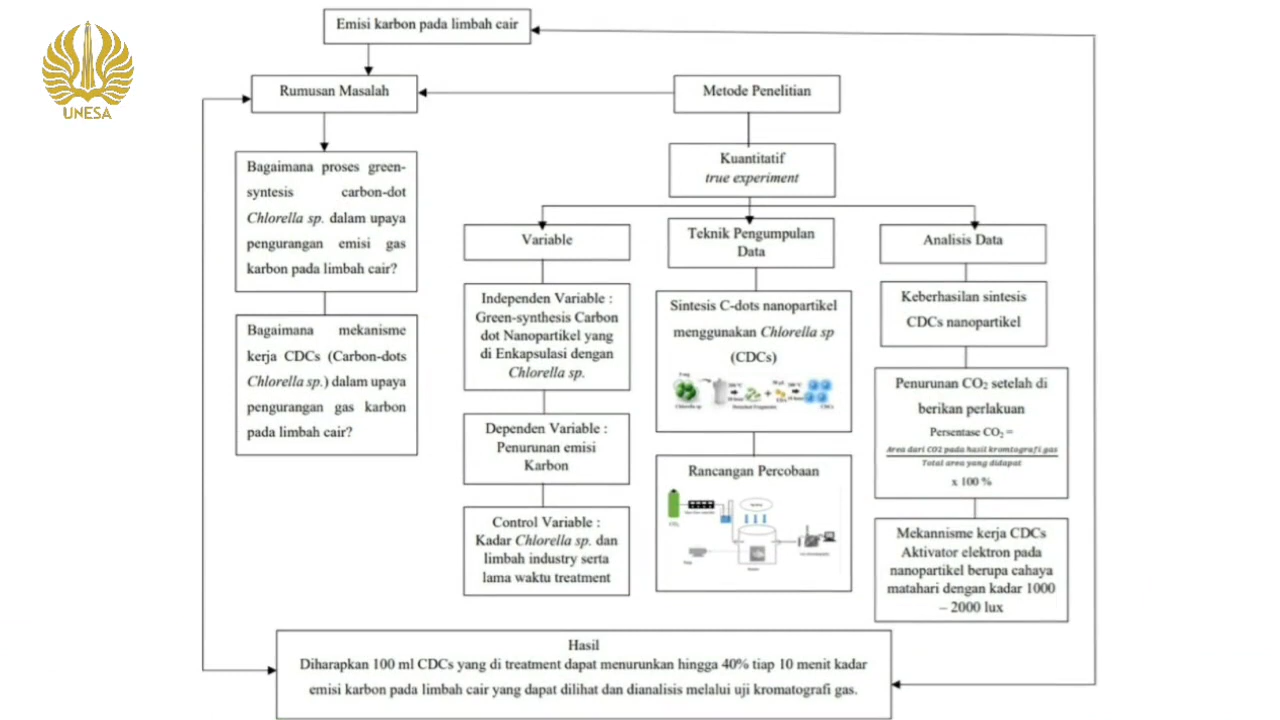 UNESA
Emisi karbon pada limbah cair
Rumusan Masalah
Metode Penelitian
Bagaimana proses green-
syntesis carbon-dot
Chlorella sp. dalam upaya
pengurangan emisi gas
karbon pada limbah cair?
Bagaimana mekanisme
kerja CDCs (Carbon-dots
Chlorella sp.) dalam upaya
pengurangan gas karbon
pada limbah cair?
Kuantitatif
true experiment
Variable
Independen Variable :
Green-synthesis Carbon
dot Nanopartikel yang
di Enkapsulasi dengan
Chlorella sp.
Dependen Variable :
Penurunan emisi
Karbon
Control Variable :
Kadar Chlorella sp. dan
limbah industry serta
lama waktu treatment
Teknik Pengumpulan
Data
Sintesis C-dots nanopartikel
menggunakan Chlorella sp
(CDCs)
Chlorella sp
CDCs
Rancangan Percobaan
CO₂
Analisis Data
Keberhasilan sintesis
CDCs nanopartikel
Penurunan CO₂ setelah di
berikan perlakuan
Persentase CO₂ =
Area dari CO2 pada hasil kromtografi gas
Total area yang didapat
x 100 %
Mekannisme kerja CDCs
Aktivator elektron pada
nanopartikel berupa cahaya
matahari dengan kadar 1000
– 2000 lux
Hasil
Diharapkan 100 ml CDCs yang di treatment dapat menurunkan hingga 40% tiap 10 menit kadar
emisi karbon pada limbah cair yang dapat dilihat dan dianalisis melalui uji kromatografi gas.